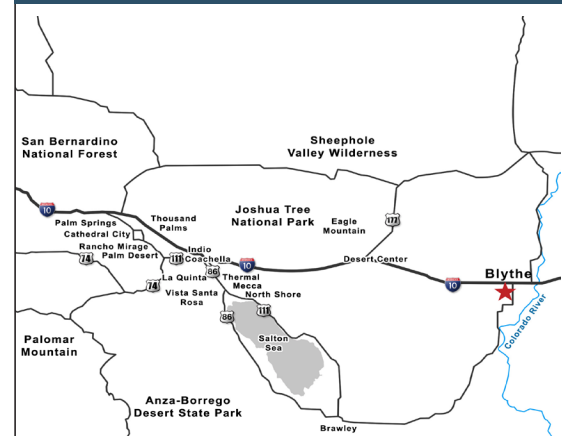 San Bernardino
National Forest
Sheephole
Valley Wilderness
10
Palm Springs
Cathedral City
Thousand
Palms
Joshua Tree
National Park
Eagle
Mountain
177
Rancho Mirage
Palm Desert
74
111
Indio
Coachella
86
10
Desert Center
Blythe
10
74
La Quinta
Thermal
Mecca
North Shore
Vista Santa
Rosa
86
111
Colorado River
Palomar
Mountain
Salton
Sea
Anza-Borrego
Desert State Park
Brawley